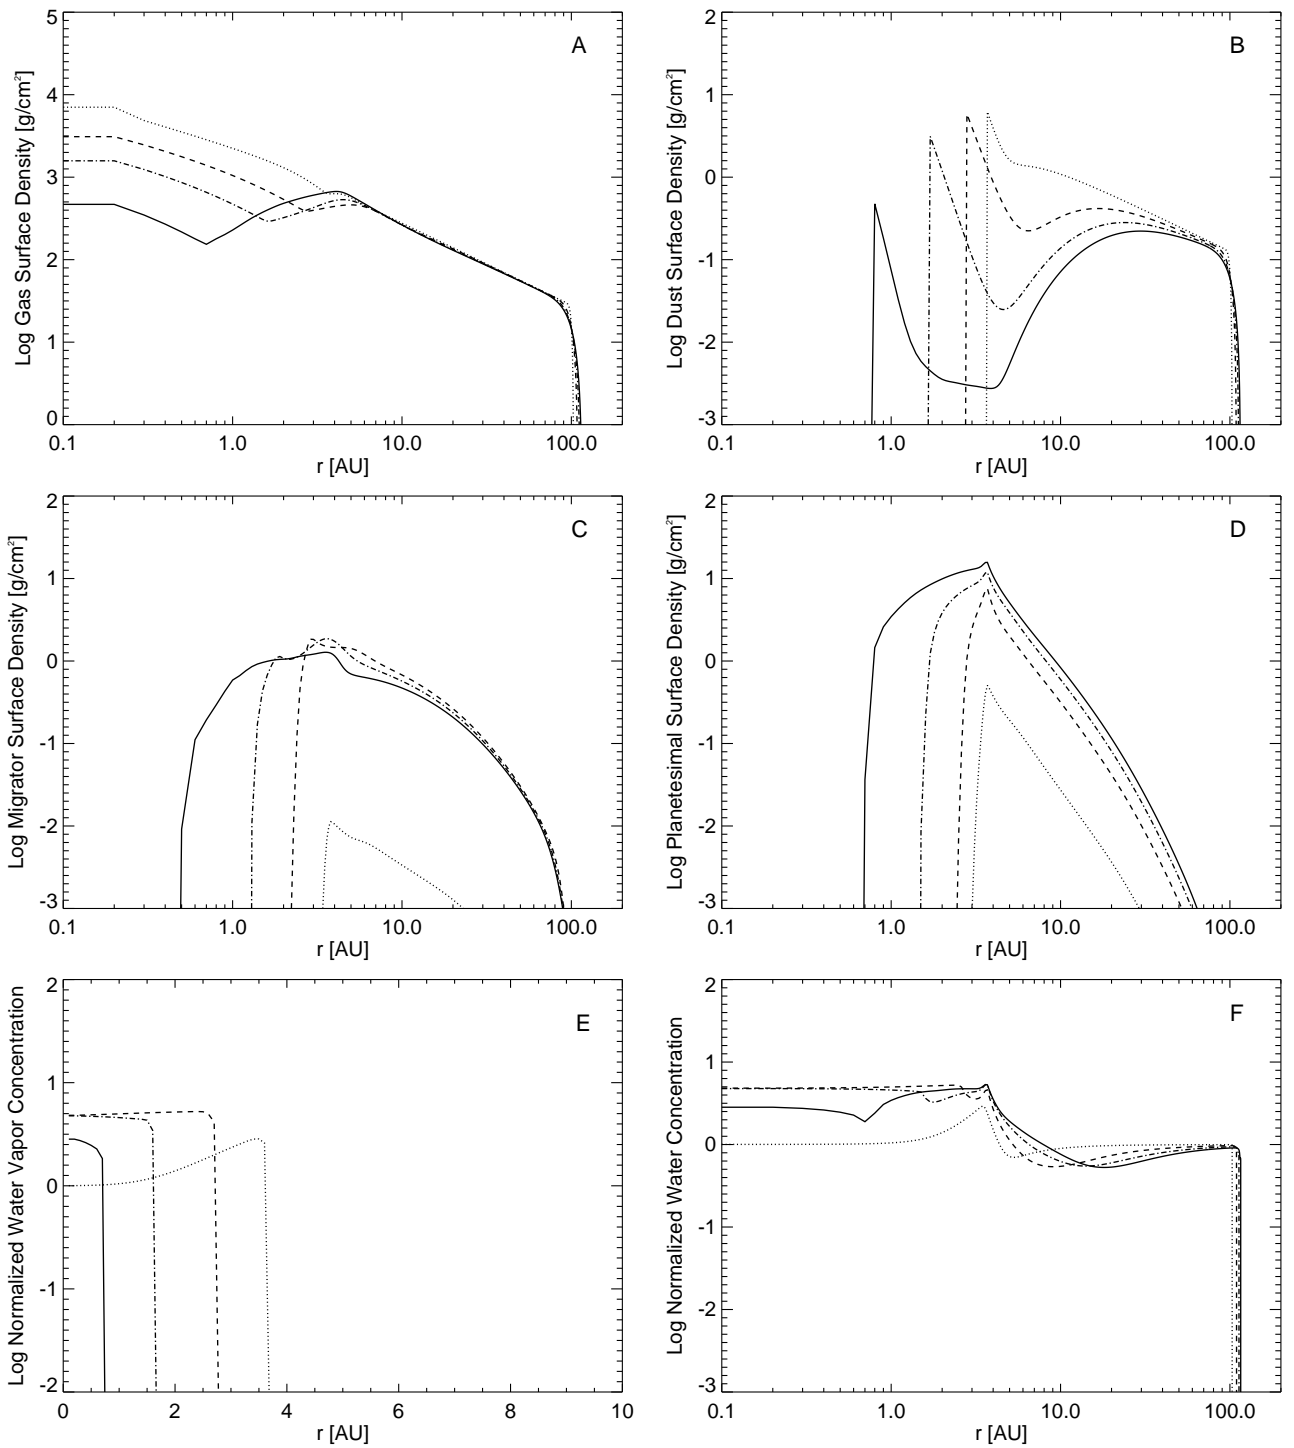 A
Log Gas Surface Density [g/cm²]
5
4
3
2
1
0
0.1 1.0 10.0 100.0
r [AU]
B
Log Dust Surface Density [g/cm²]
2
1
0
-1
-2
-3
0.1 1.0 10.0 100.0
r [AU]
C
Log Migrator Surface Density [g/cm²]
2
1
0
-1
-2
-3
0.1 1.0 10.0 100.0
r [AU]
D
Log Planetesimal Surface Density [g/cm²]
2
1
0
-1
-2
-3
0.1 1.0 10.0 100.0
r [AU]
E
Log Normalized Water Vapor Concentration
2
1
0
-1
-2
0 2 4 6 8 10
r [AU]
F
Log Normalized Water Concentration
2
1
0
-1
-2
-3
0.1 1.0 10.0 100.0
r [AU]